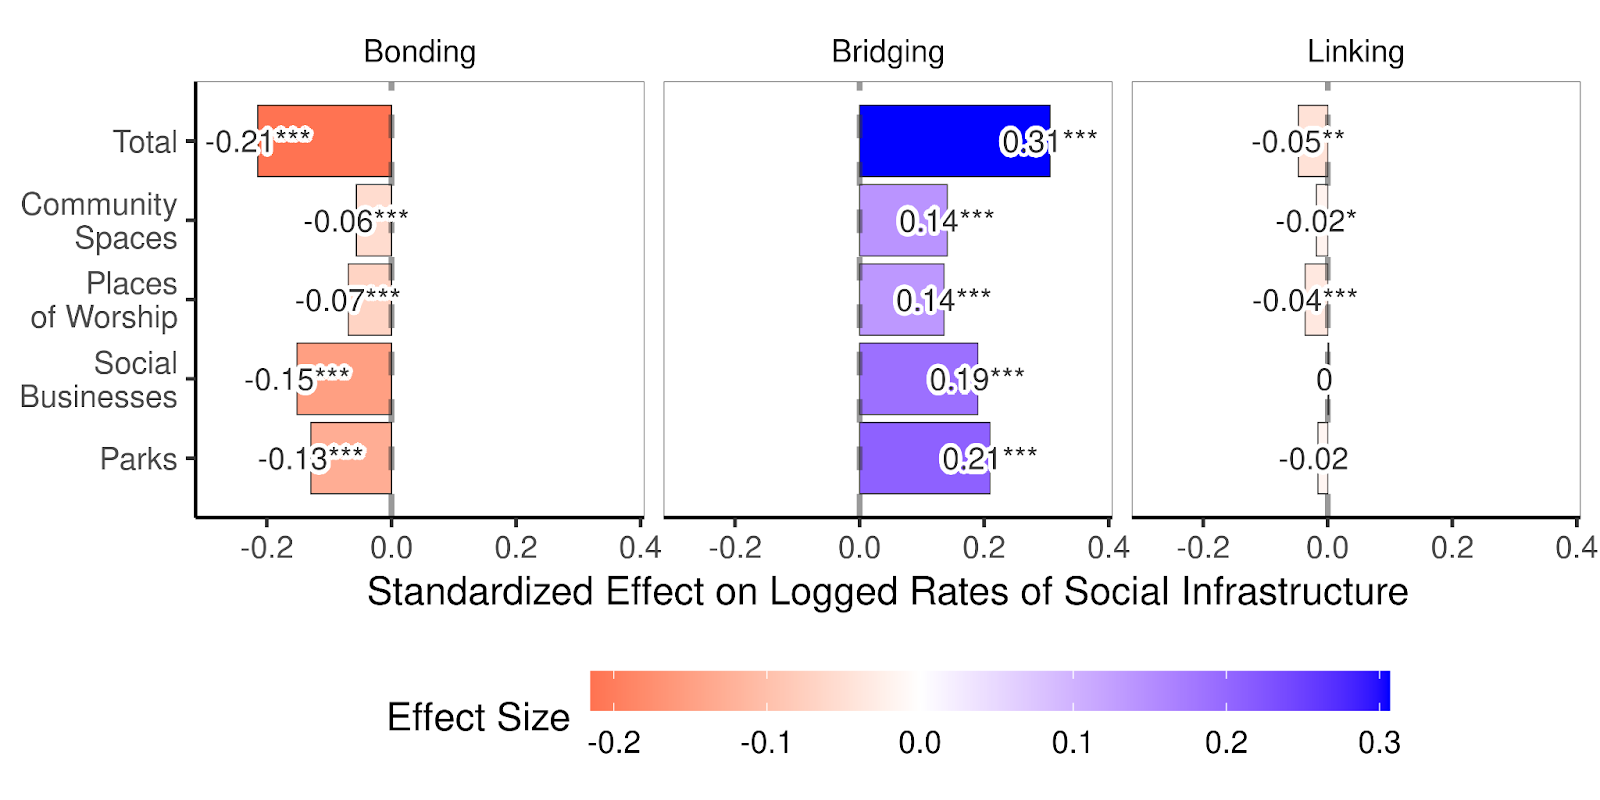 Bonding Bridging Linking
Total -0.21*** 0.31*** -0.05**
Community
Spaces -0.06*** 0.14*** -0.02*
Places
of Worship -0.07*** 0.14*** -0.04***
Social
Businesses -0.15*** 0.19*** 0
Parks -0.13*** 0.21*** -0.02
-0.2 0.0 0.2 0.4 -0.2 0.0 0.2 0.4 -0.2 0.0 0.2 0.4
Standardized Effect on Logged Rates of Social Infrastructure
Effect Size
-0.2 -0.1 0.0 0.1 0.2 0.3